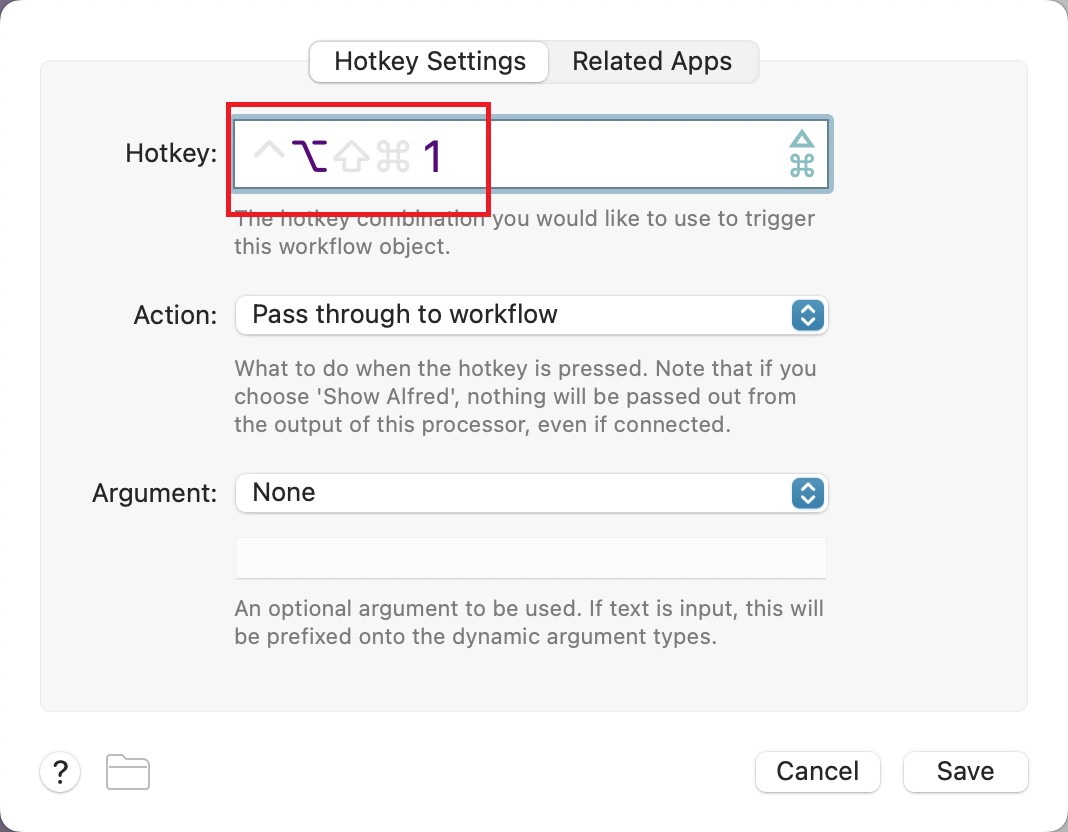 Hotkey Settings Related Apps
Hotkey: ^⌥⇧⌘ 1
The hotkey combination you would like to use to trigger
this workflow object.
Action: Pass through to workflow
What to do when the hotkey is pressed. Note that if you
choose 'Show Alfred', nothing will be passed out from
the output of this processor, even if connected.
Argument: None
An optional argument to be used. If text is input, this will
be prefixed onto the dynamic argument types.
? Cancel Save